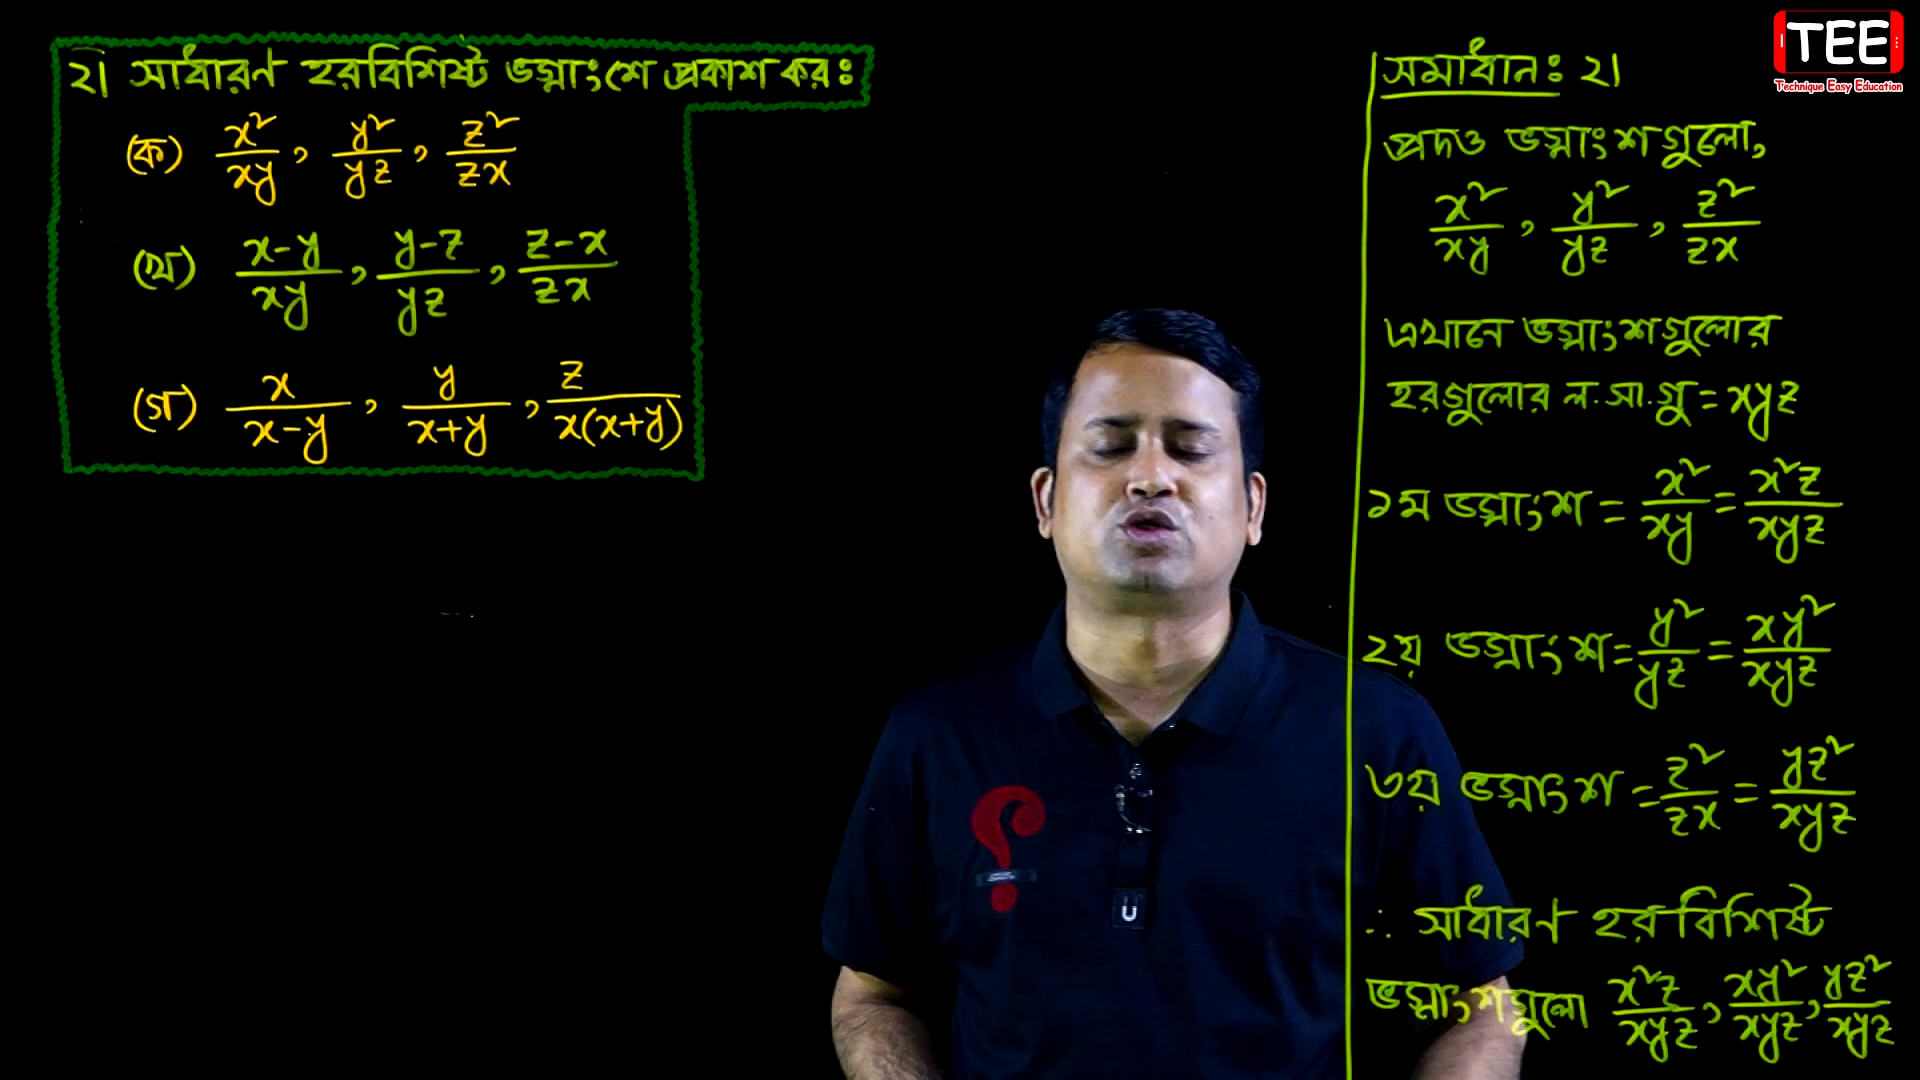 ২। সাধারণ হরবিশিষ্ট ভগ্নাংশে প্রকাশ কর:
(ক) x²/xy, y²/yz, z²/zx
(খ) x-y/xy, y-z/yz, z-x/zx
(গ) x/x-y, y/x+y, z/x(x+y)
TEE
Technique Easy Education
সমাধান: ২।
প্রদত্ত ভগ্নাংশগুলো,
x²/xy, y²/yz, z²/zx
এখানে ভগ্নাংশগুলোর
হরগুলোর ল.সা.গু = xyz
১ম ভগ্নাংশ = x²/xy = x²z/xyz
২য় ভগ্নাংশ = y²/yz = xy²/xyz
৩য় ভগ্নাংশ = z²/zx = yz²/xyz
∴ সাধারণ হরবিশিষ্ট
ভগ্নাংশগুলো x²z/xyz, xy²/xyz, yz²/xyz
U